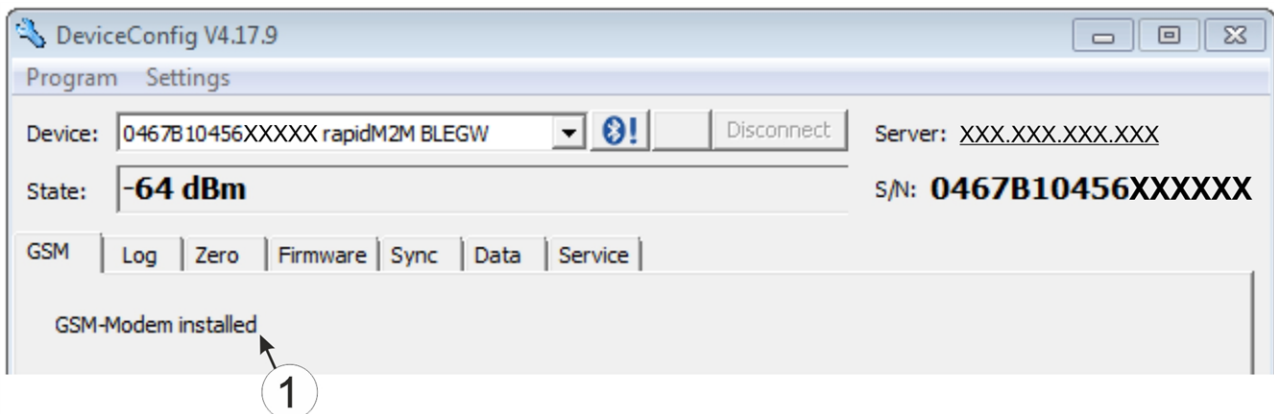 DeviceConfig V4.17.9
Program Settings
Device: 0467B10456XXXXX rapidM2M BLEGW ! Disconnect Server: XXX.XXX.XXX.XXX
State: -64 dBm S/N: 0467B10456XXXXXX
GSM Log Zero Firmware Sync Data Service
GSM-Modem installed
1